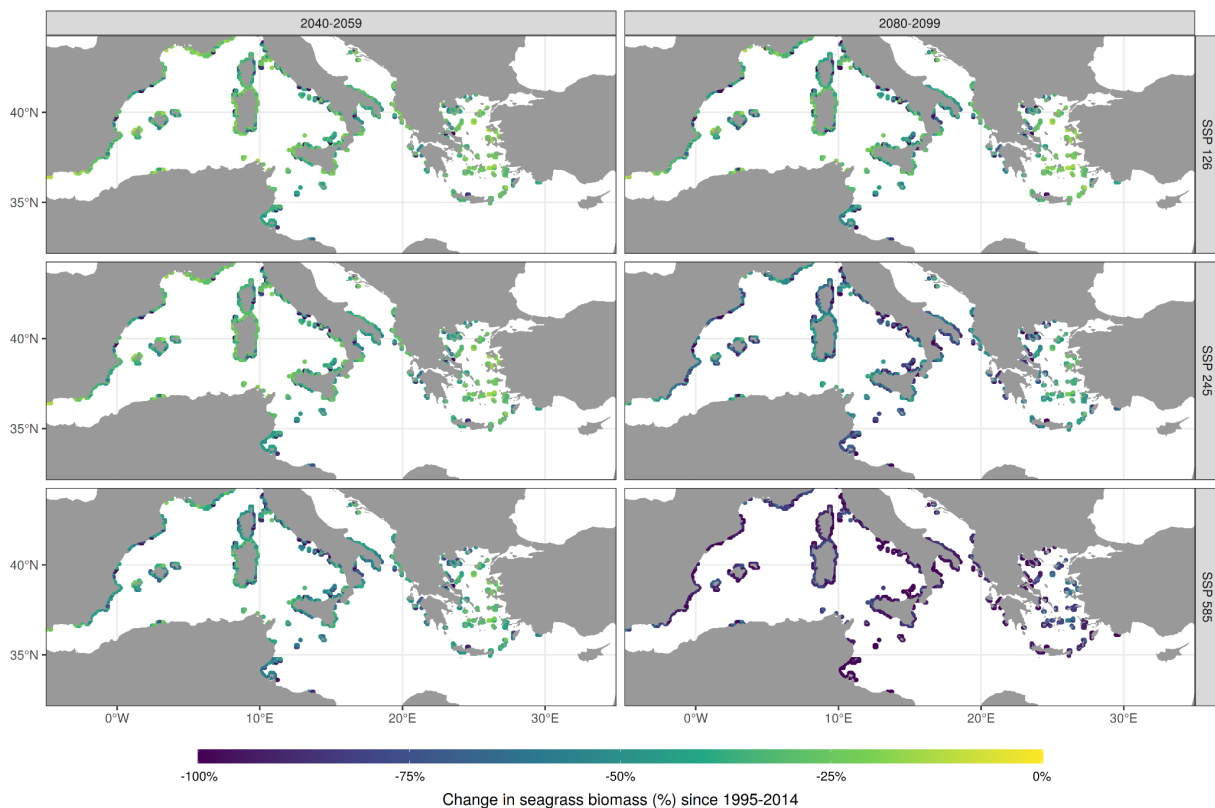 2040-2059
2080-2099
40°N
35°N
SSP 126
40°N
35°N
SSP 245
40°N
35°N
SSP 585
0°W
10°E
20°E
30°E
0°W
10°E
20°E
30°E
-100%
-75%
-50%
-25%
0%
Change in seagrass biomass (%) since 1995-2014